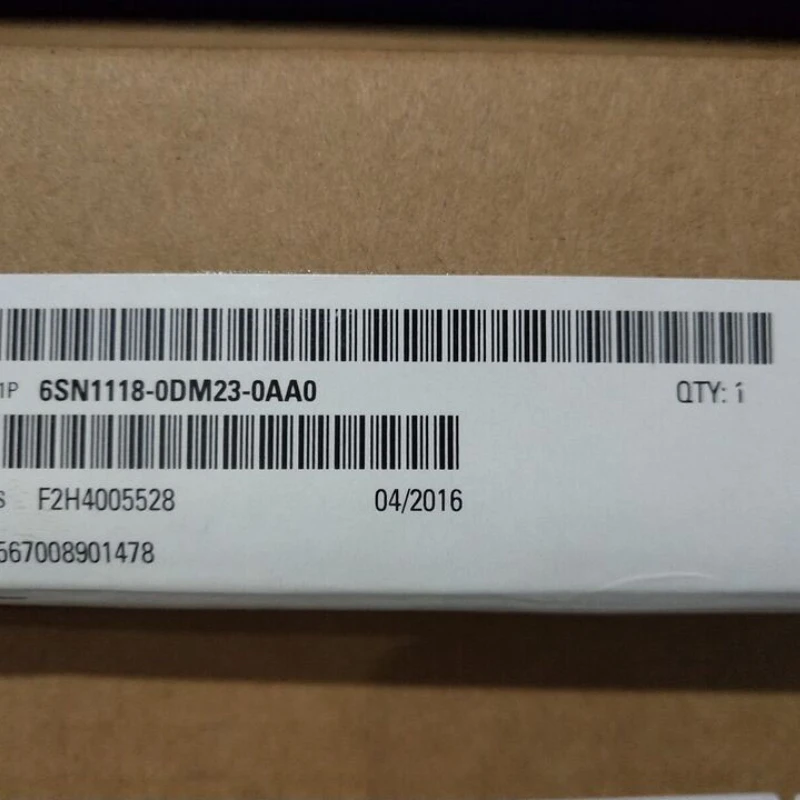 1P 6SN1118-0DM23-0AA0 QTY: 1
S F2H4005528 04/2016
567008901478